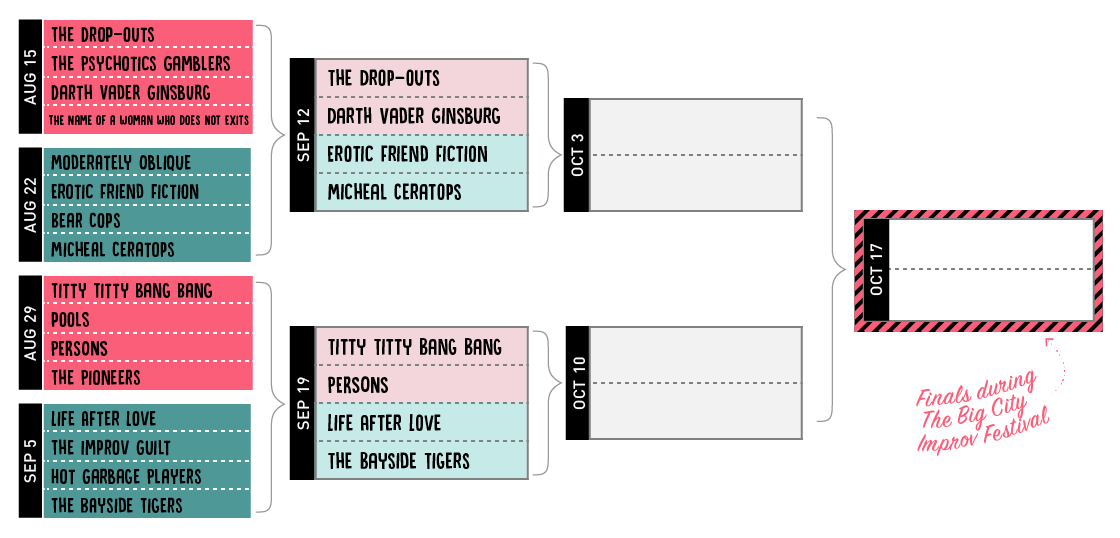 AUG 15
THE DROP-OUTS
THE PSYCHOTICS GAMBLERS
DARTH VADER GINSBURG
THE NAME OF A WOMAN WHO DOES NOT EXITS
AUG 22
MODERATELY OBLIQUE
EROTIC FRIEND FICTION
BEAR COPS
MICHEAL CERATOPS
AUG 29
TITTY TITTY BANG BANG
POOLS
PERSONS
THE PIONEERS
SEP 5
LIFE AFTER LOVE
THE IMPROV GUILT
HOT GARBAGE PLAYERS
THE BAYSIDE TIGERS
SEP 12
THE DROP-OUTS
DARTH VADER GINSBURG
EROTIC FRIEND FICTION
MICHEAL CERATOPS
SEP 19
TITTY TITTY BANG BANG
PERSONS
LIFE AFTER LOVE
THE BAYSIDE TIGERS
OCT 3
OCT 10
OCT 17
Finals during
The Big City
Improv Festival